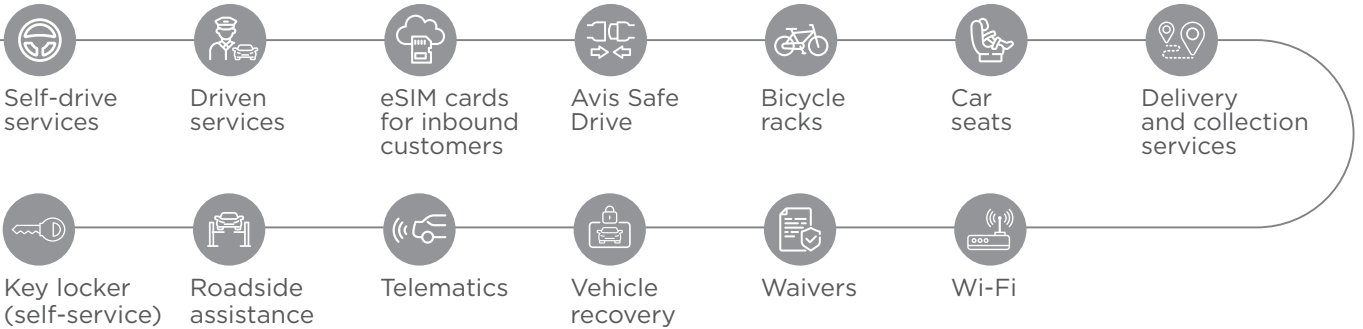 Self-drive
services
Driven
services
eSIM cards
for inbound
customers
Avis Safe
Drive
Bicycle
racks
Car
seats
Delivery
and collection
services
Key locker
(self-service)
Roadside
assistance
Telematics
Vehicle
recovery
Waivers
Wi-Fi